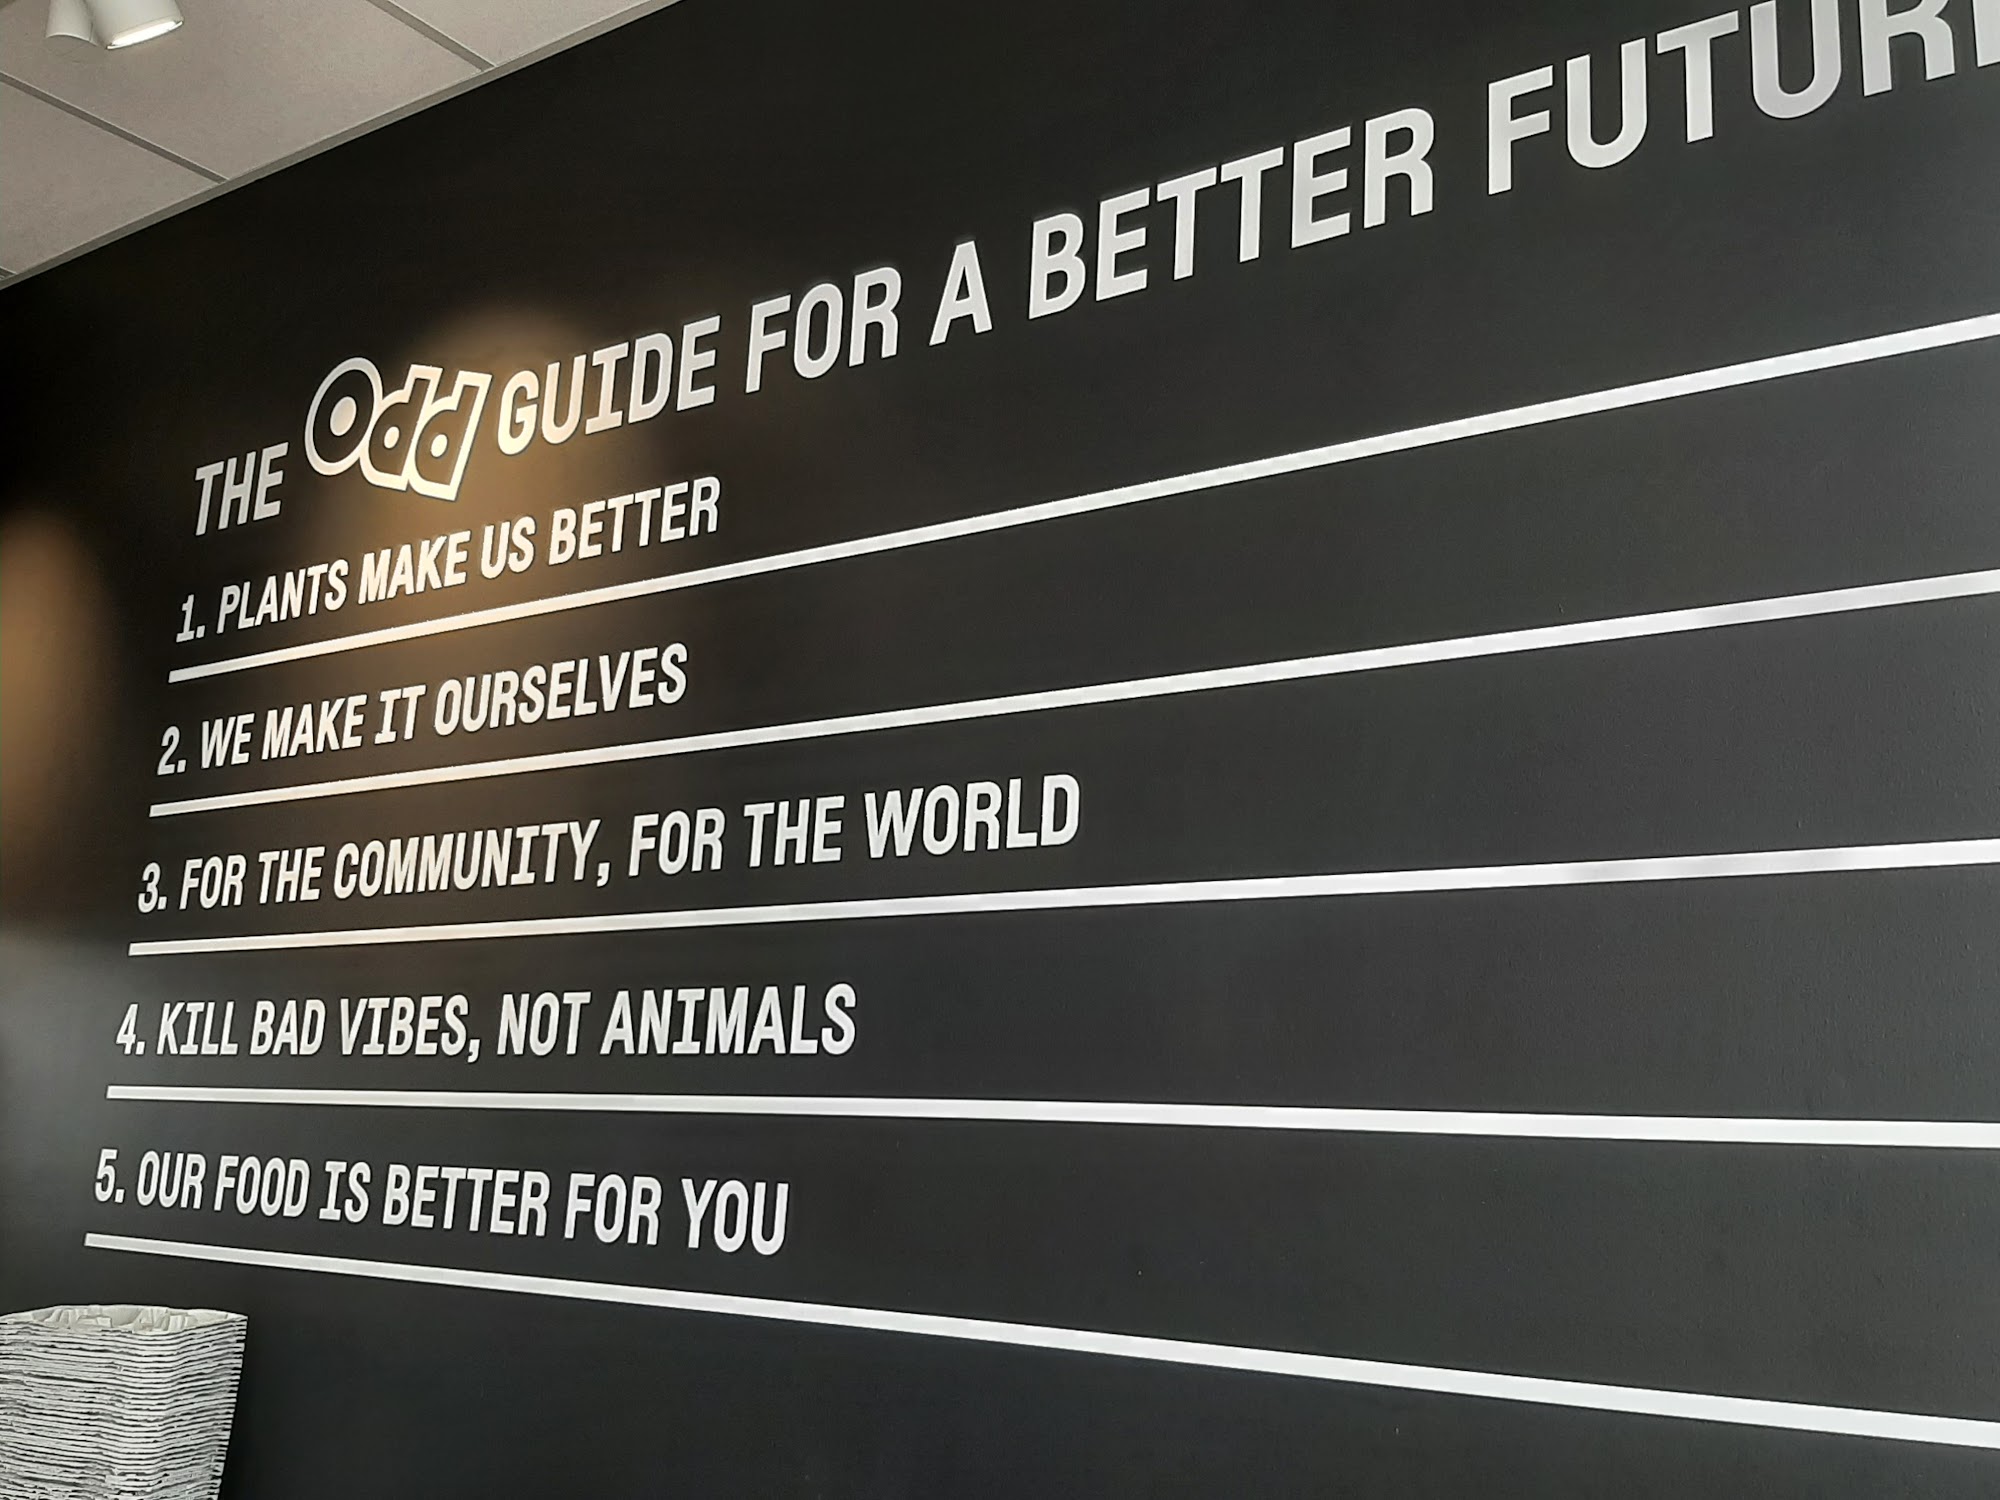 THE Odd GUIDE FOR A BETTER FUTUR
1. PLANTS MAKE US BETTER
2. WE MAKE IT OURSELVES
3. FOR THE COMMUNITY, FOR THE WORLD
4. KILL BAD VIBES, NOT ANIMALS
5. OUR FOOD IS BETTER FOR YOU